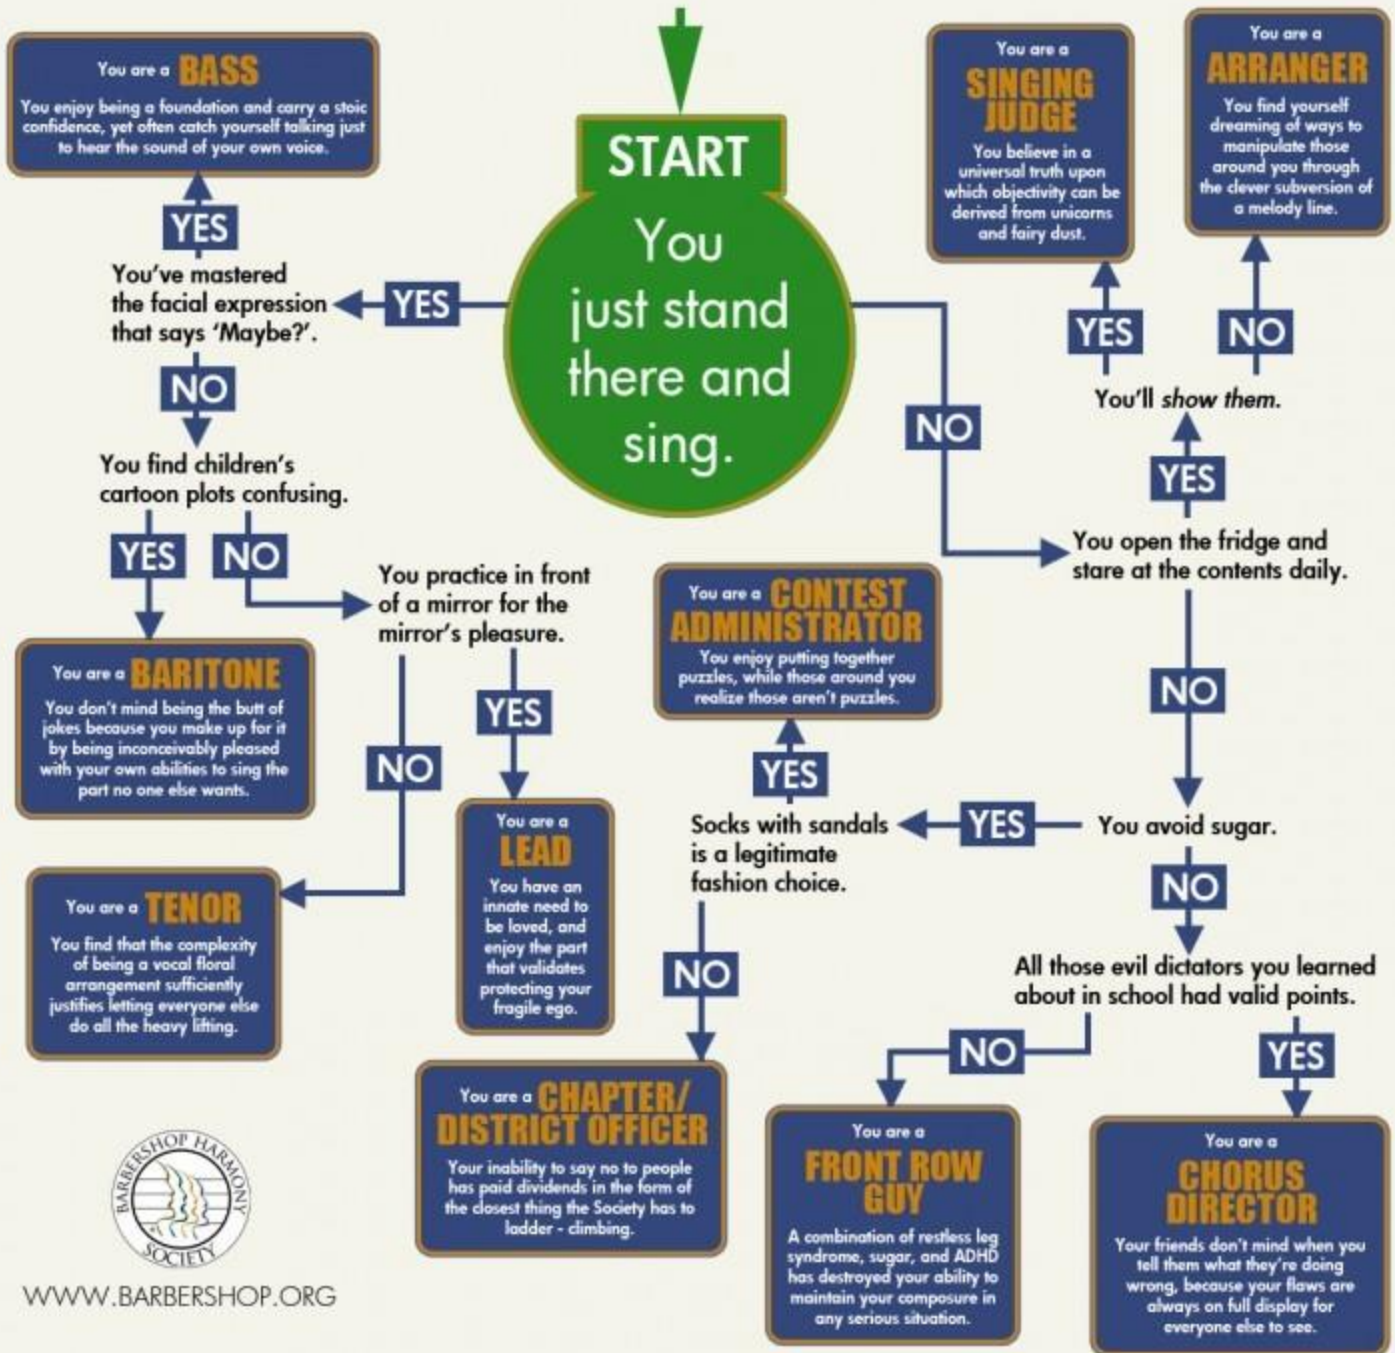 START
You
just stand
there and
sing.
YES
You've mastered
the facial expression
that says 'Maybe?'.
YES
You are a BASS
You enjoy being a foundation and carry a stoic
confidence, yet often catch yourself talking just
to hear the sound of your own voice.
NO
You find children's
cartoon plots confusing.
YES
You are a BARITONE
You don't mind being the butt of
jokes because you make up for it
by being inconceivably pleased
with your own abilities to sing the
part no one else wants.
NO
You practice in front
of a mirror for the
mirror's pleasure.
YES
You are a
LEAD
You have an
innate need to
be loved, and
enjoy the part
that validates
protecting your
fragile ego.
NO
You are a TENOR
You find that the complexity
of being a vocal floral
arrangement sufficiently
justifies letting everyone else
do all the heavy lifting.
NO
You open the fridge and
stare at the contents daily.
YES
You'll show them.
YES
You are a
SINGING
JUDGE
You believe in a
universal truth upon
which objectivity can be
derived from unicorns
and fairy dust.
NO
You are a
ARRANGER
You find yourself
dreaming of ways to
manipulate those
around you through
the clever subversion of
a melody line.
NO
You avoid sugar.
YES
Socks with sandals
is a legitimate
fashion choice.
YES
You are a CONTEST
ADMINISTRATOR
You enjoy putting together
puzzles, while those around you
realize those aren't puzzles.
NO
You are a CHAPTER/
DISTRICT OFFICER
Your inability to say no to people
has paid dividends in the form of
the closest thing the Society has to
ladder - climbing.
NO
All those evil dictators you learned
about in school had valid points.
NO
You are a
FRONT ROW
GUY
A combination of restless leg
syndrome, sugar, and ADHD
has destroyed your ability to
maintain your composure in
any serious situation.
YES
You are a
CHORUS
DIRECTOR
Your friends don't mind when you
tell them what they're doing
wrong, because your flaws are
always on full display for
everyone else to see.
BARBERSHOP HARMONY
SOCIETY
WWW.BARBERSHOP.ORG